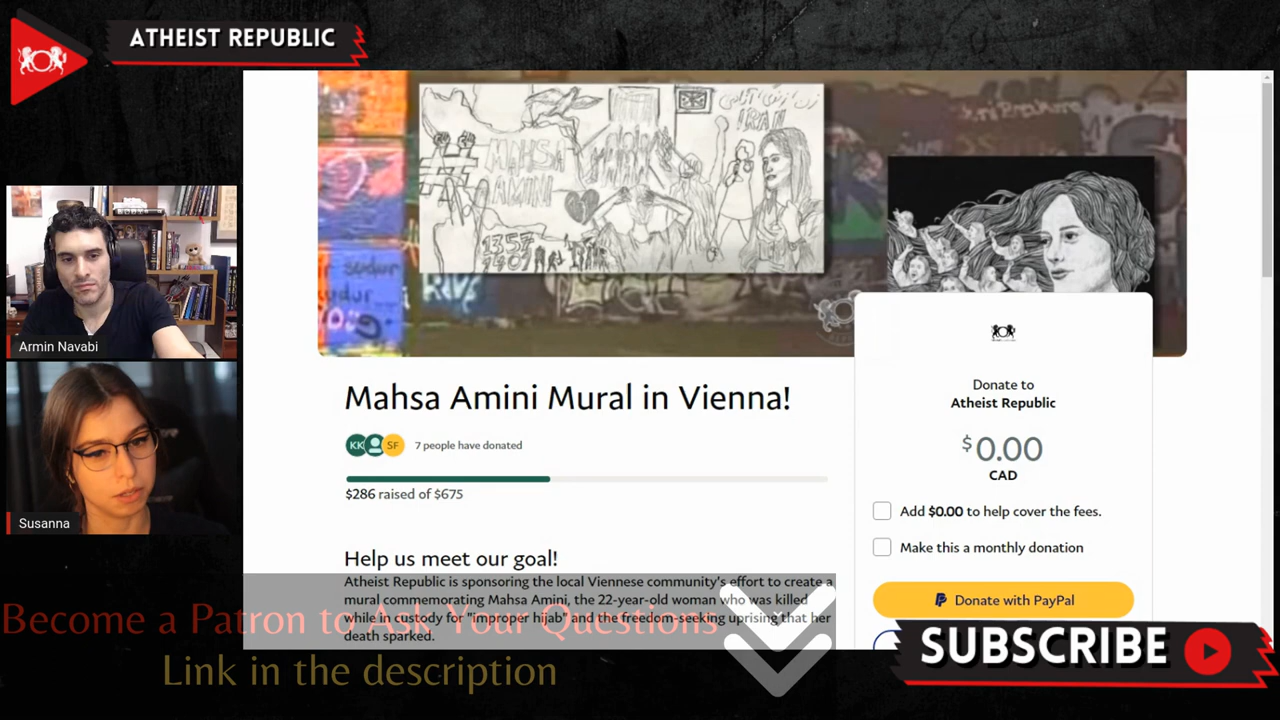 ATHEIST REPUBLIC
MAHSA
AMINI
IRAN
1357
1401
Armin Navabi
Susanna
Mahsa Amini Mural in Vienna!
KK
SF
7 people have donated
$286 raised of $675
Help us meet our goal!
Atheist Republic is sponsoring the local Viennese community's effort to create a
mural commemorating Mahsa Amini, the 22-year-old woman who was killed
while in custody for "improper hijab" and the freedom-seeking uprising that her
death sparked.
Donate to
Atheist Republic
$0.00
CAD
Add $0.00 to help cover the fees.
Make this a monthly donation
Donate with PayPal
Become a Patron to Ask Your Questions
Link in the description
SUBSCRIBE